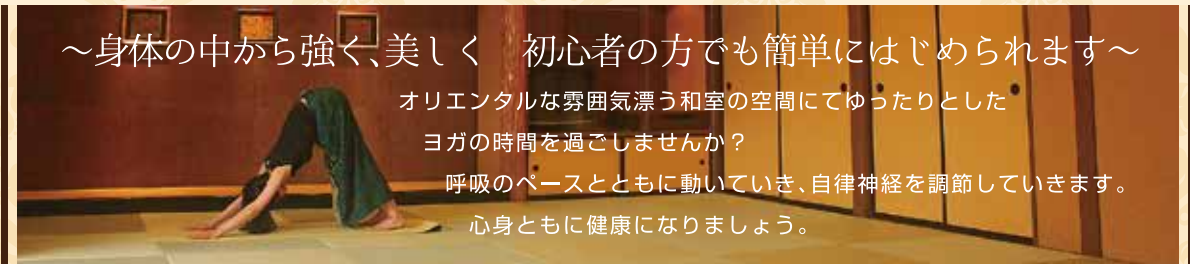 ～身体の中から強く、美しく　初心者の方でも簡単にはじめられます～
オリエンタルな雰囲気漂う和室の空間にてゆったりとした
ヨガの時間を過ごしませんか？
呼吸のペースとともに動いていき、自律神経を調節していきます。
心身ともに健康になりましょう。